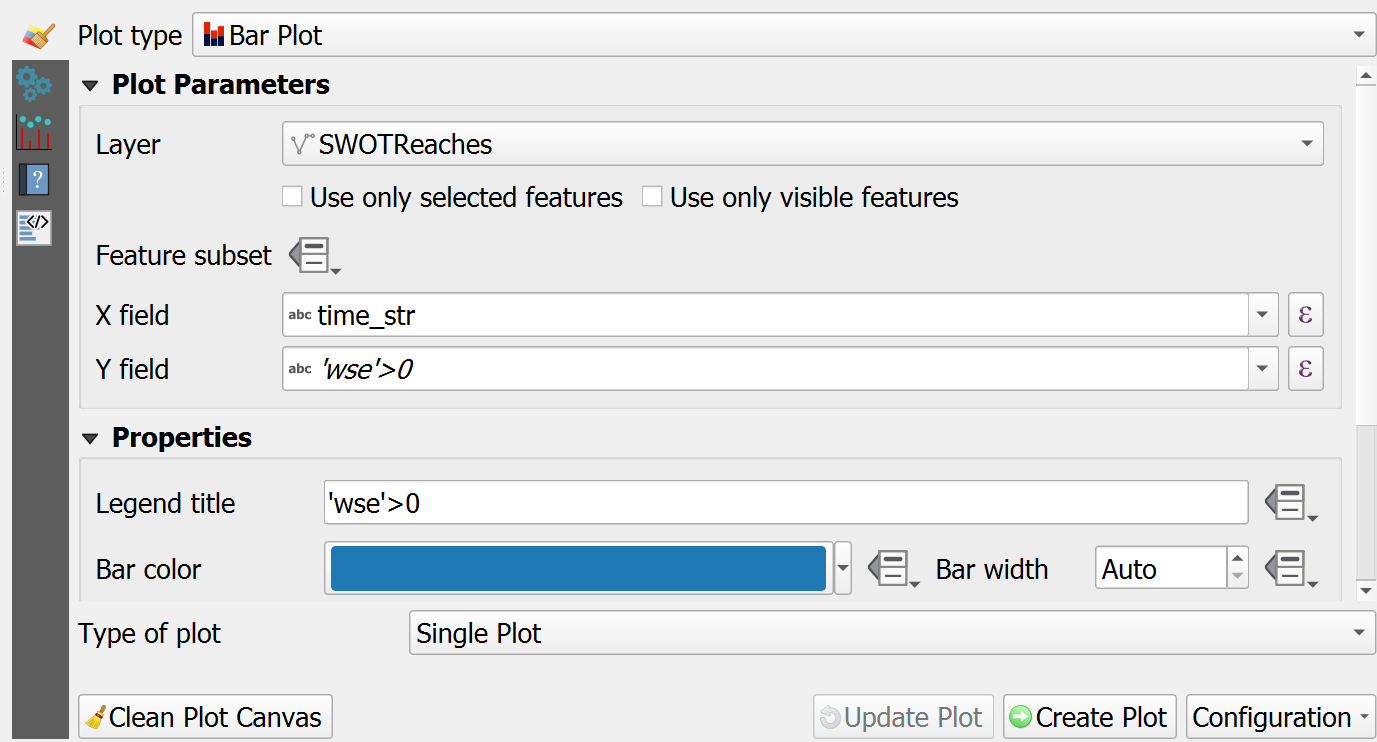 Plot type Bar Plot
Plot Parameters
Layer SWOTReaches
Use only selected features Use only visible features
Feature subset
X field abc time_str ε
Y field abc 'wse'>0 ε
Properties
Legend title 'wse'>0
Bar color Bar width Auto
Type of plot Single Plot
Clean Plot Canvas Update Plot Create Plot Configuration